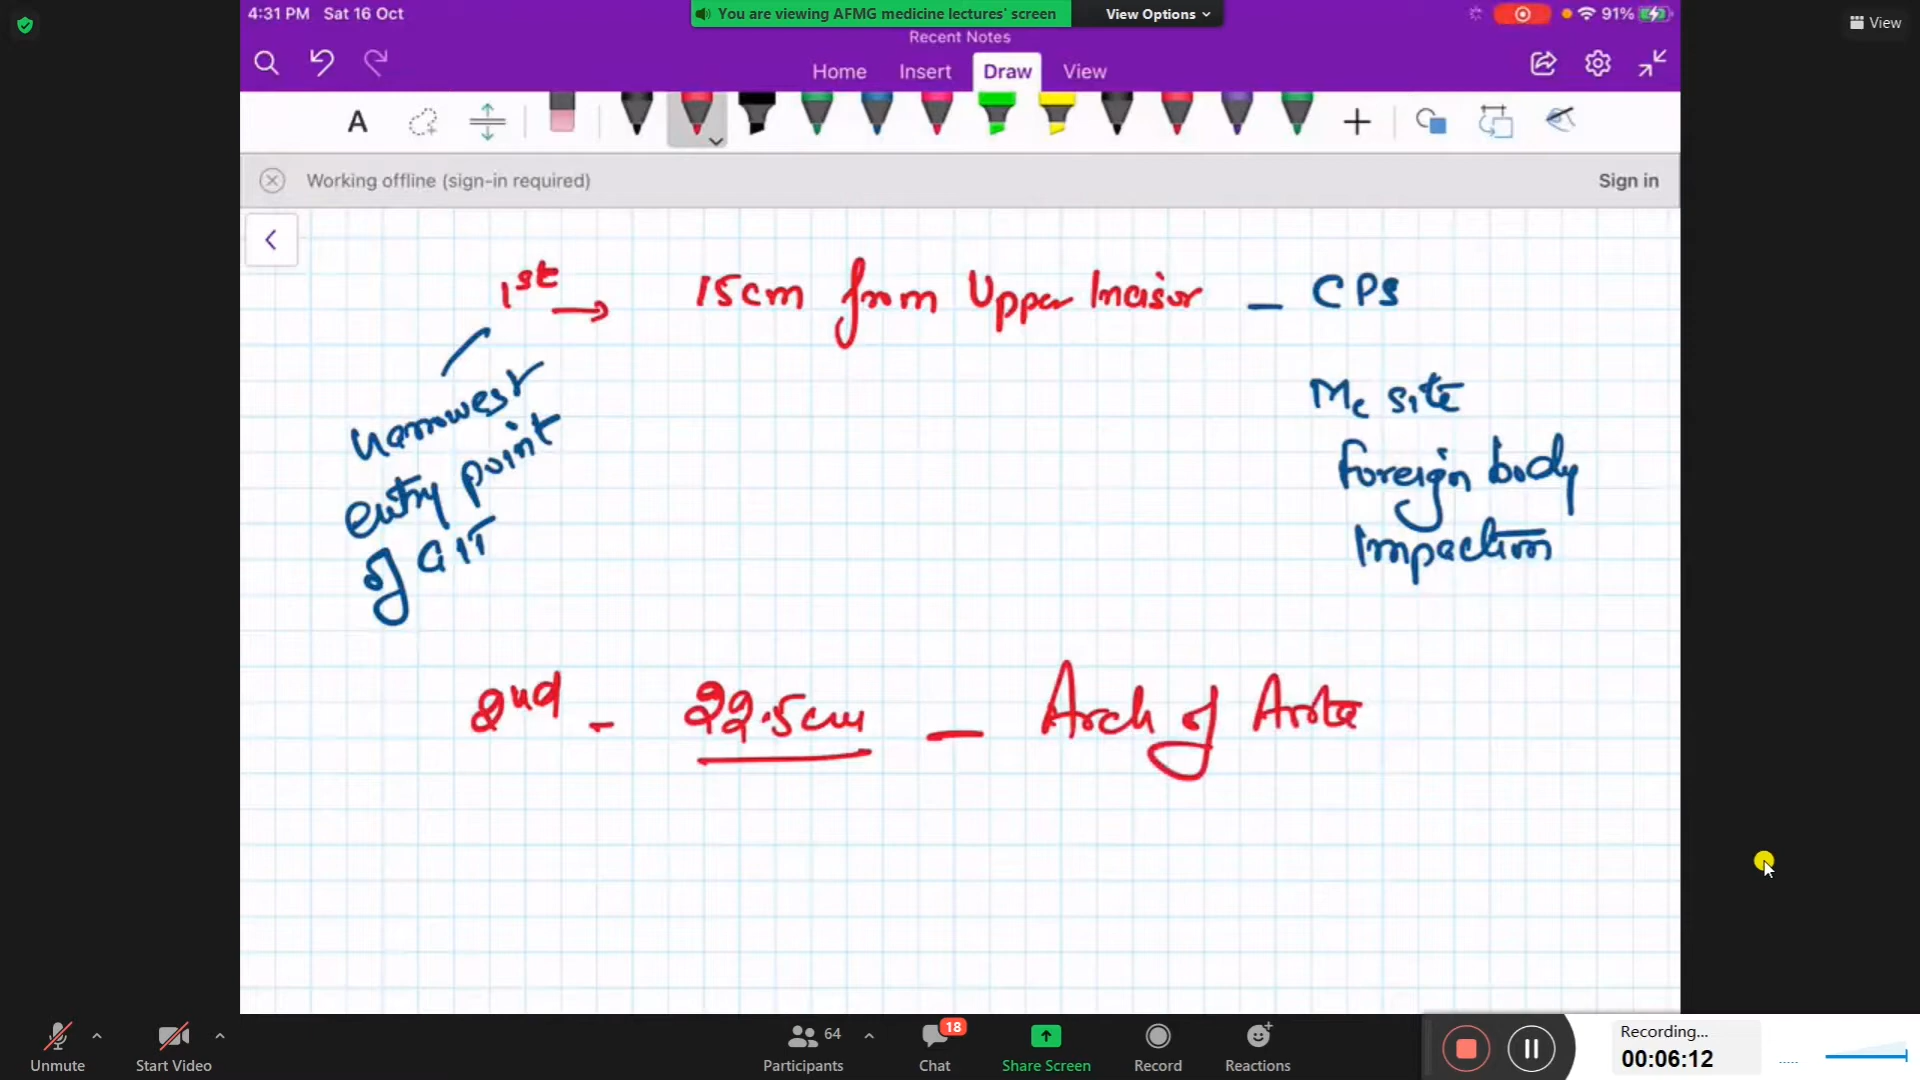 4:31 PM Sat 16 Oct
You are viewing AFMG medicine lectures' screen
View Options
91%
View
Recent Notes
Home Insert Draw View
A
Working offline (sign-in required)
Sign in
1st → 15cm from Upper Incisor – CPS
narrowest
entry point
of GIT
Mc site
foreign body
Impaction
2nd - 22.5cm – Arch of Arota
Unmute
Start Video
Participants
64
Chat
18
Share Screen
Record
Reactions
Recording...
00:06:12